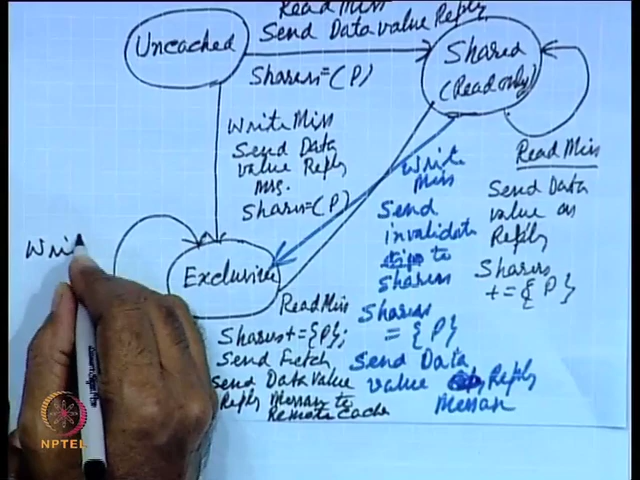 Read Miss
Send Data value Reply
Uncached
Shared
(Read only)
Sharers=(P)
Write Miss
Send Data
value Reply
msg.
Sharers=(P)
Write
Miss
Send
invalidate
to
Sharers
Sharers
= {P}
Send Data
value Reply
Message
Read Miss
Send Data
value as
Reply
Sharers
+= {P}
Exclusive
Read Miss
Sharers+={P};
Send Fetch
Send Data Value
Reply Message to
Remote Cache
Wri
NPTEL